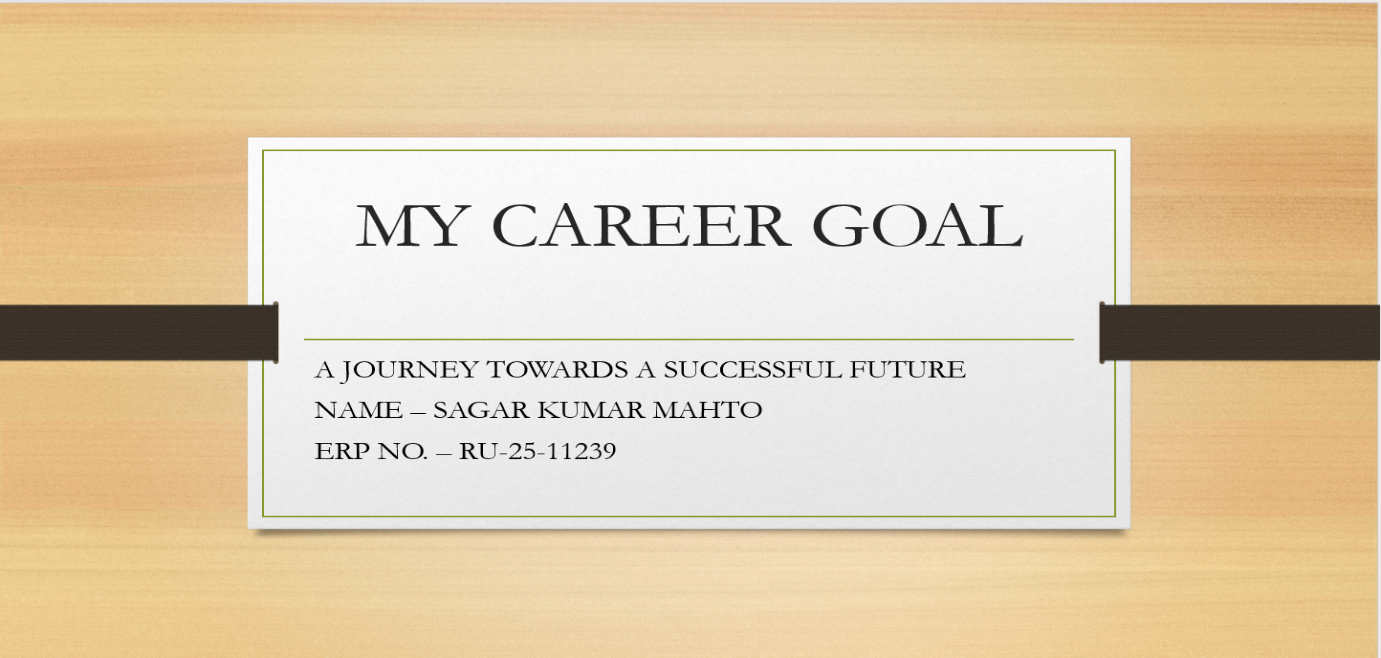 MY CAREER GOAL
A JOURNEY TOWARDS A SUCCESSFUL FUTURE
NAME – SAGAR KUMAR MAHTO
ERP NO. – RU-25-11239